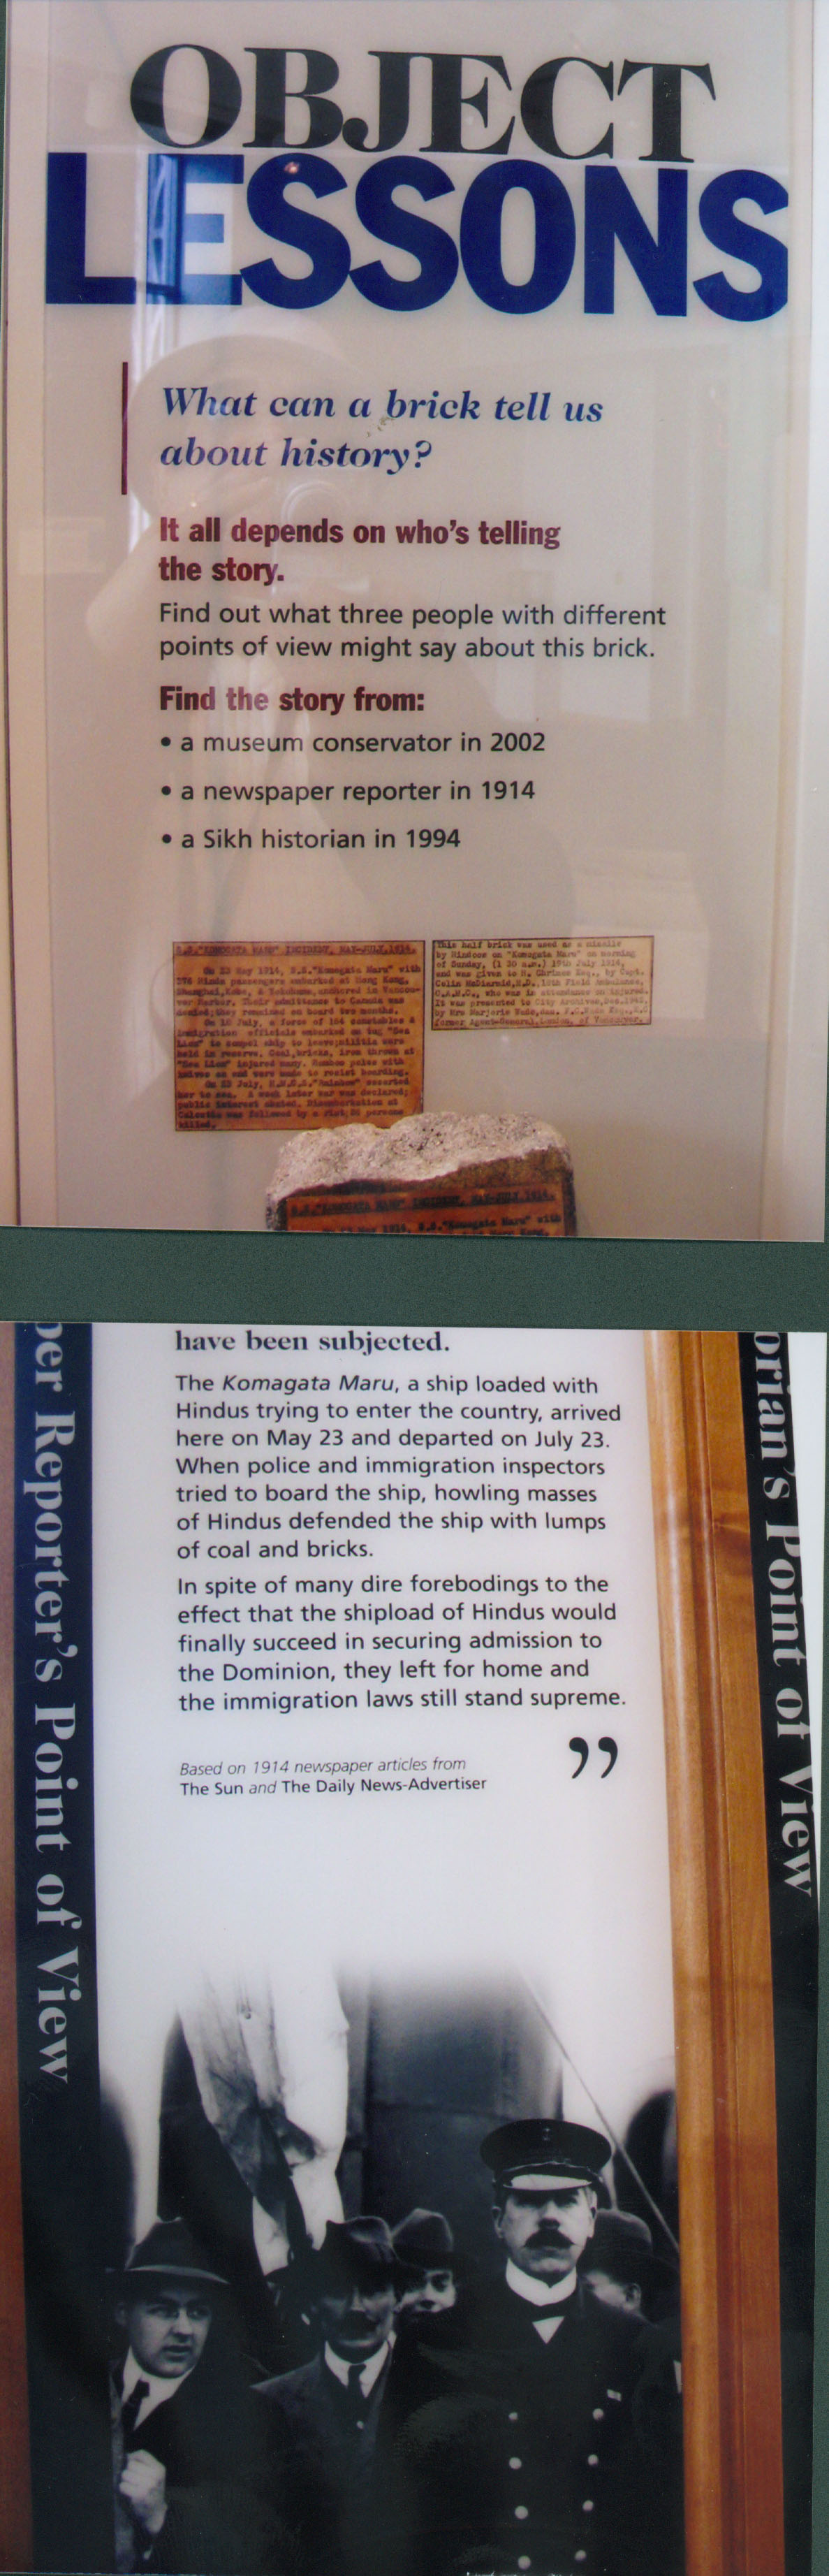 OBJECT
LESSONS
What can a brick tell us
about history?
It all depends on who's telling
the story.
Find out what three people with different
points of view might say about this brick.
Find the story from:
• a museum conservator in 2002
• a newspaper reporter in 1914
• a Sikh historian in 1994
S.S."KOMOGATA MARU" INCIDENT, MAY-JULY,1914.
On 23 May 1914, S.S."Komogata Maru" with
376 Hindu passengers embarked at Hong Kong,
Shanghai,Kobe, & Yokohama, anchored in Vancou-
ver Harbor. Their admittance to Canada was
denied;they remained on board two months.
On 18 July, a force of 164 constables &
immigration officials embarked on tug "Sea
Lion" to compel ship to leave;militia were
held in reserve. Coal,bricks, iron thrown at
"Sea Lion" injured many. Bamboo poles with
knives on end were made to resist boarding.
On 23 July, H.M.C.S."Rainbow" escorted
her to sea. A week later war was declared;
public interest abated. Disembarkation at
Calcutta was followed by a riot; persons
killed.
This half brick was used as a missile
by Hindoos on "Komogata Maru" on morning
of Sunday, (1 30 a.m.) 19th July 1914,
and was given to H. Esq., by Capt.
Colin McDiarmid,M.D., 18th Field Ambulance,
C.A.M.C., who was in attendance on injured.
It was presented to City Archives,Dec.1940,
by Mrs Marjorie Wade,dau. F.C.Wade Esq.,K.C
former Agent-General,London, of Vancouver.
S.S."KOMOGATA MARU" INCIDENT, MAY-JULY,1914.
May 1914, S.S."Komogata Maru" with
Hong Kong,
per Reporter's Point of View
have been subjected.
The Komagata Maru, a ship loaded with
Hindus trying to enter the country, arrived
here on May 23 and departed on July 23.
When police and immigration inspectors
tried to board the ship, howling masses
of Hindus defended the ship with lumps
of coal and bricks.
In spite of many dire forebodings to the
effect that the shipload of Hindus would
finally succeed in securing admission to
the Dominion, they left for home and
the immigration laws still stand supreme.
”
Based on 1914 newspaper articles from
The Sun and The Daily News-Advertiser
orian's Point of View